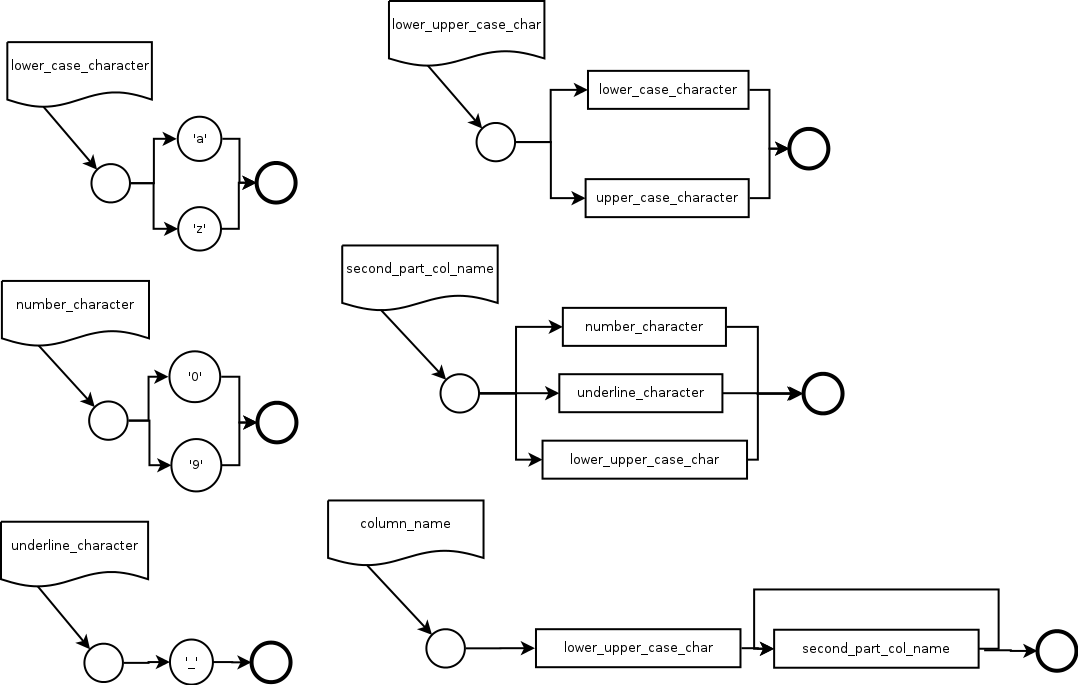 lower_case_character
'a'
'z'
lower_upper_case_char
lower_case_character
upper_case_character
number_character
'0'
'9'
second_part_col_name
number_character
underline_character
lower_upper_case_char
underline_character
'_'
column_name
lower_upper_case_char
second_part_col_name